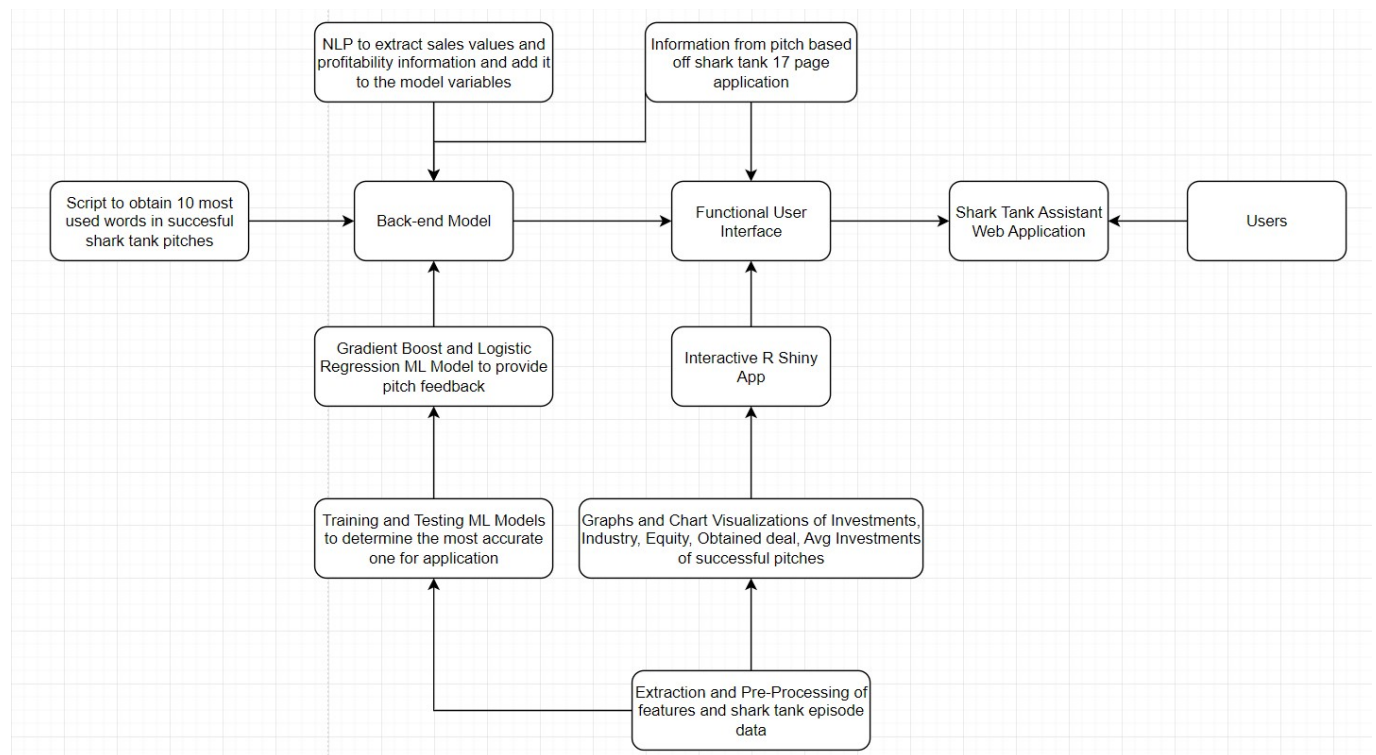 NLP to extract sales values and
profitability information and add it
to the model variables
Information from pitch based
off shark tank 17 page
application
Script to obtain 10 most
used words in succesful
shark tank pitches
Back-end Model
Functional User
Interface
Shark Tank Assistant
Web Application
Users
Gradient Boost and Logistic
Regression ML Model to provide
pitch feedback
Interactive R Shiny
App
Training and Testing ML Models
to determine the most accurate
one for application
Graphs and Chart Visualizations of Investments,
Industry, Equity, Obtained deal, Avg Investments
of successful pitches
Extraction and Pre-Processing of
features and shark tank episode
data